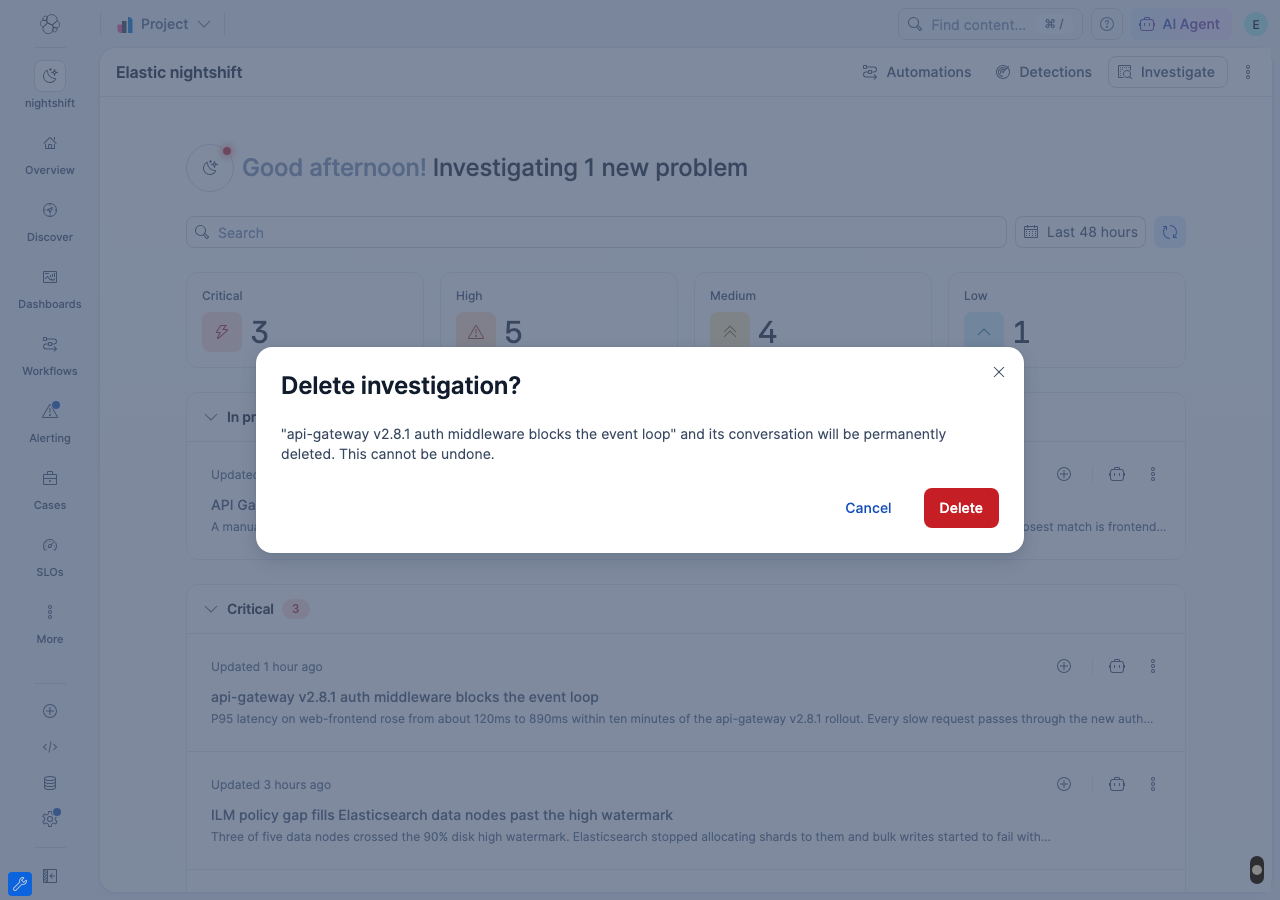 Project
Find content...
⌘ /
AI Agent
E
Elastic nightshift
Automations
Detections
Investigate
nightshift
Overview
Discover
Dashboards
Workflows
Alerting
Cases
SLOs
More
Good afternoon! Investigating 1 new problem
Search
Last 48 hours
Critical
3
High
5
Medium
4
Low
1
In pr
Updated
API Ga
A manua
osest match is frontend...
Delete investigation?
"api-gateway v2.8.1 auth middleware blocks the event loop" and its conversation will be permanently
deleted. This cannot be undone.
Cancel
Delete
Critical 3
Updated 1 hour ago
api-gateway v2.8.1 auth middleware blocks the event loop
P95 latency on web-frontend rose from about 120ms to 890ms within ten minutes of the api-gateway v2.8.1 rollout. Every slow request passes through the new auth...
Updated 3 hours ago
ILM policy gap fills Elasticsearch data nodes past the high watermark
Three of five data nodes crossed the 90% disk high watermark. Elasticsearch stopped allocating shards to them and bulk writes started to fail with...